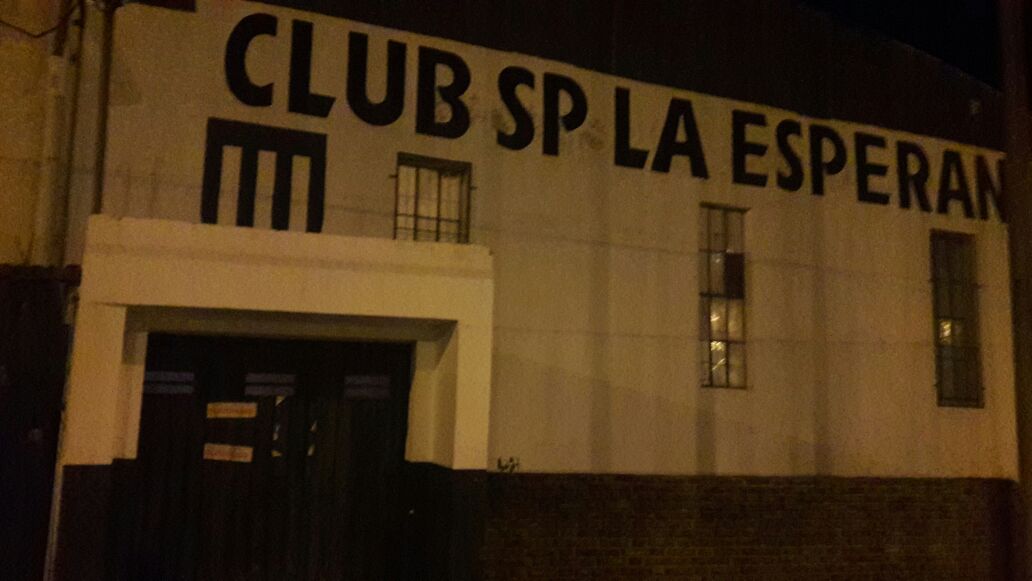 CLUB SP LA ESPERAN